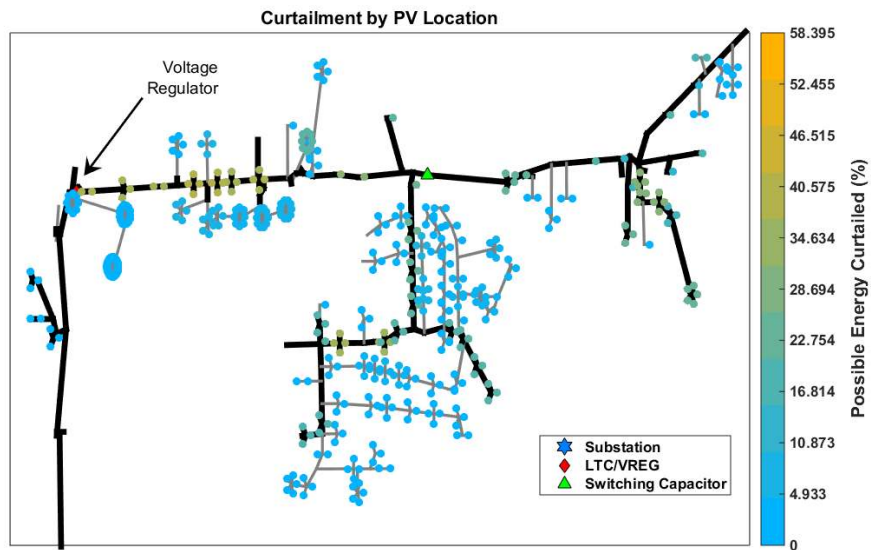 Curtailment by PV Location
Voltage
Regulator
Substation
LTC/VREG
Switching Capacitor
58.395
52.455
46.515
40.575
34.634
28.694
22.754
16.814
10.873
4.933
0
Possible Energy Curtailed (%)